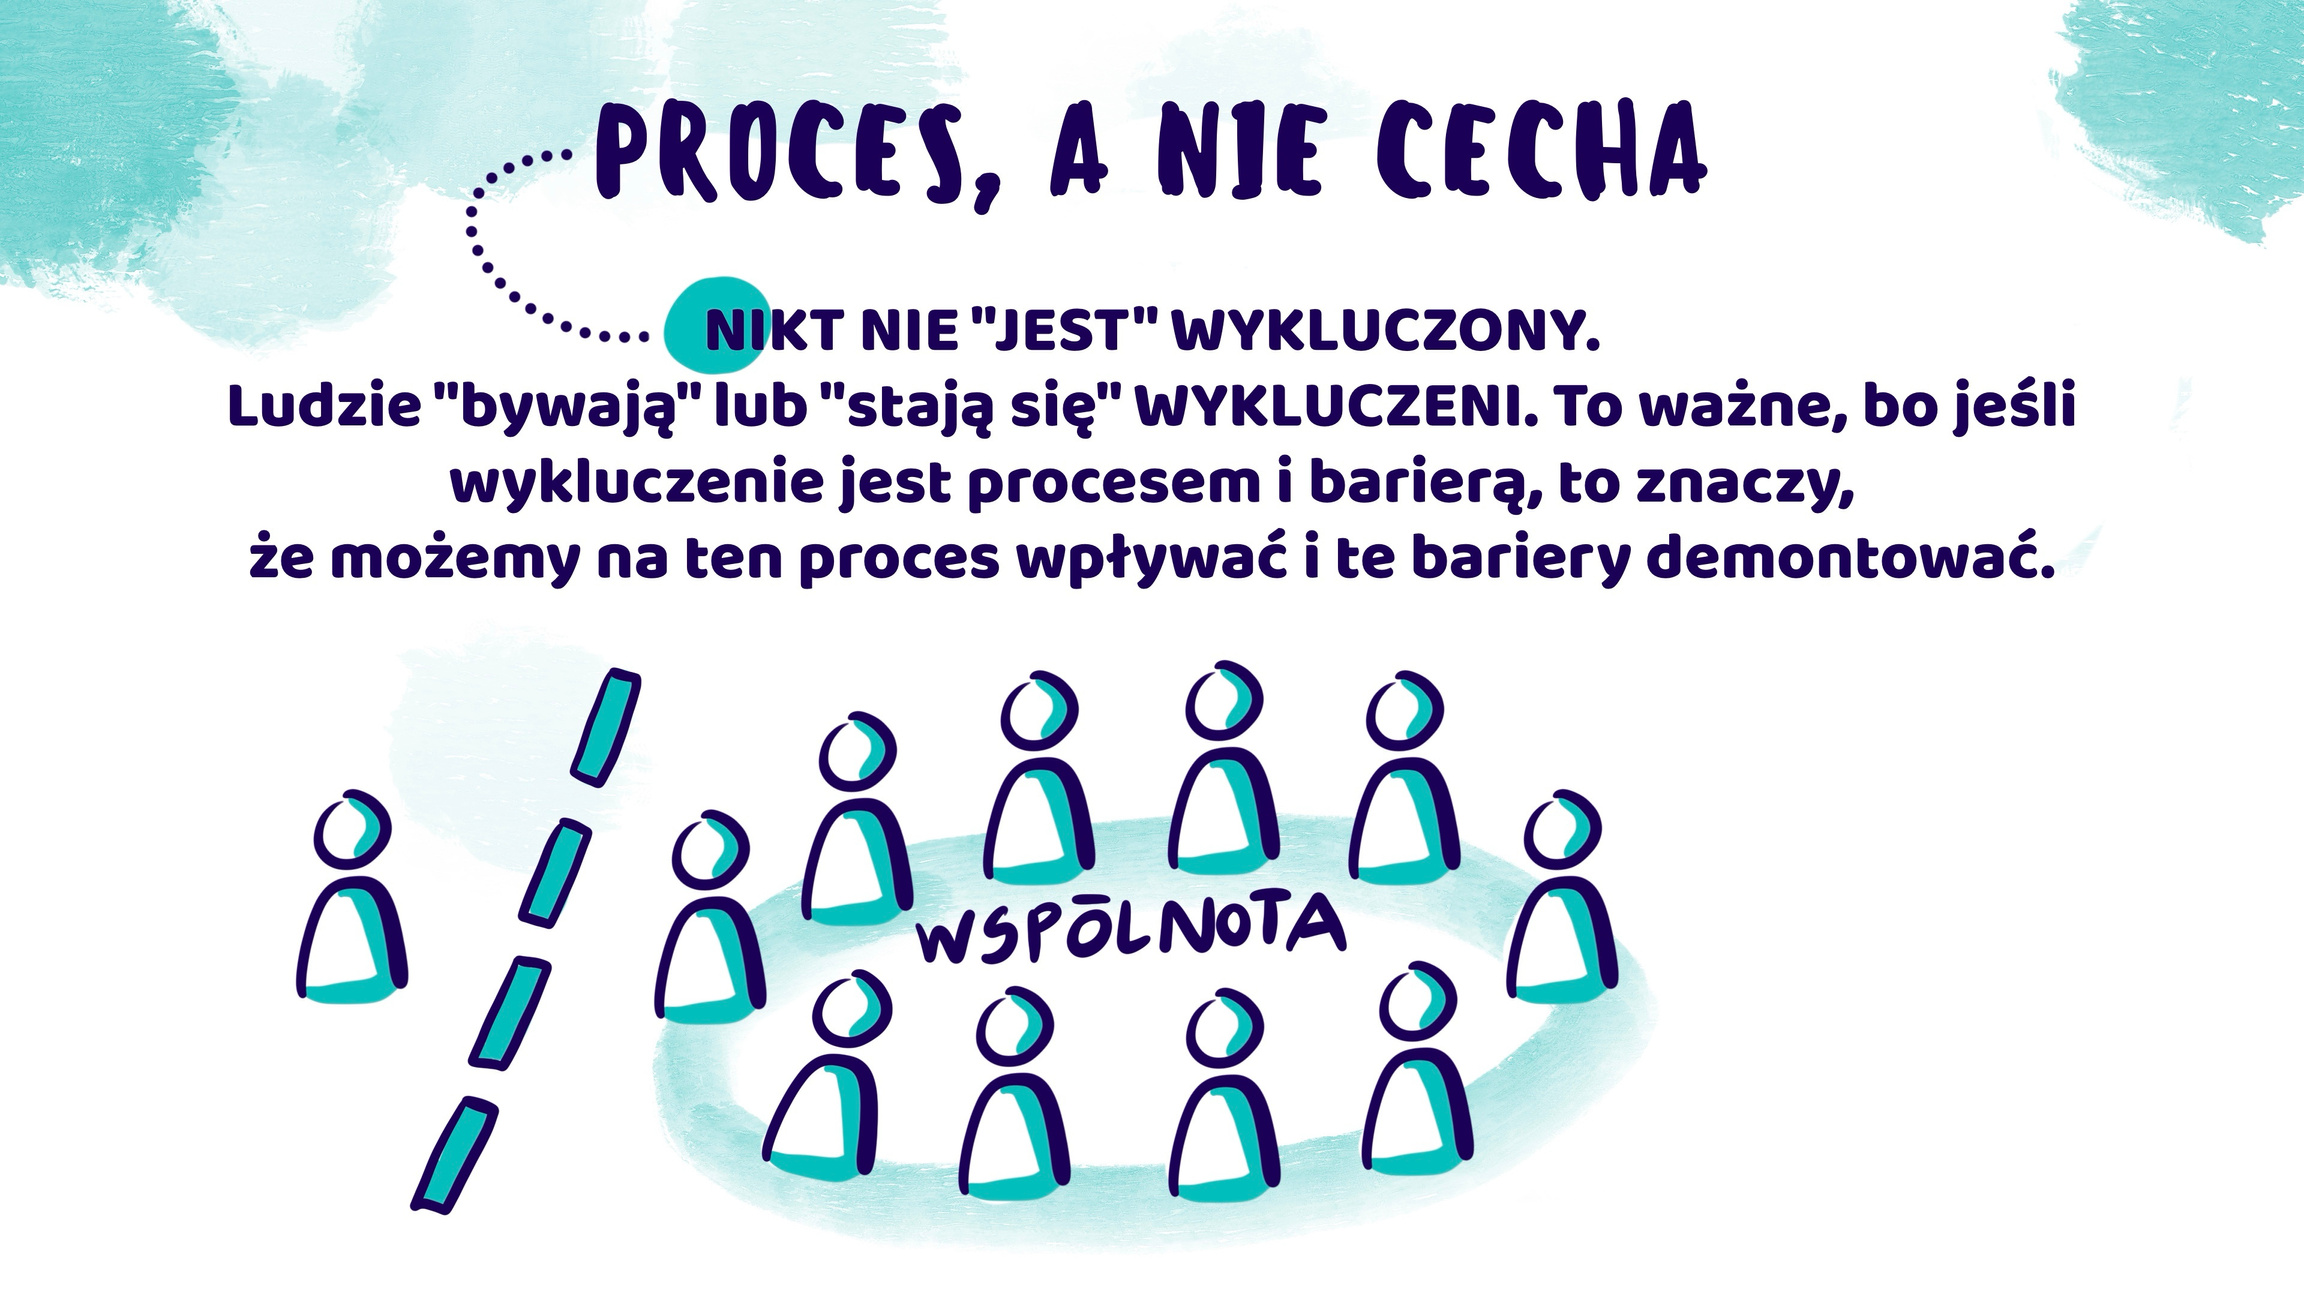 PROCES, A NIE CECHA
NIKT NIE "JEST" WYKLUCZONY.
Ludzie "bywają" lub "stają się" WYKLUCZENI. To ważne, bo jeśli
wykluczenie jest procesem i barierą, to znaczy,
że możemy na ten proces wpływać i te bariery demontować.
WSPÓLNOTA